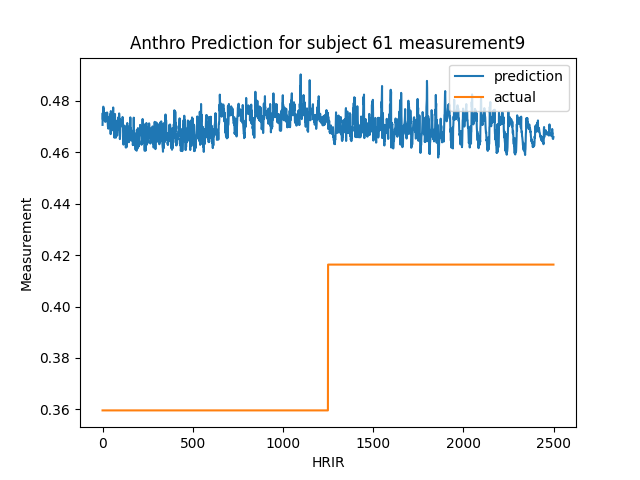 Anthro Prediction for subject 61 measurement9
prediction
actual
0.48
0.46
0.44
0.42
0.40
0.38
0.36
Measurement
0
500
1000
1500
2000
2500
HRIR